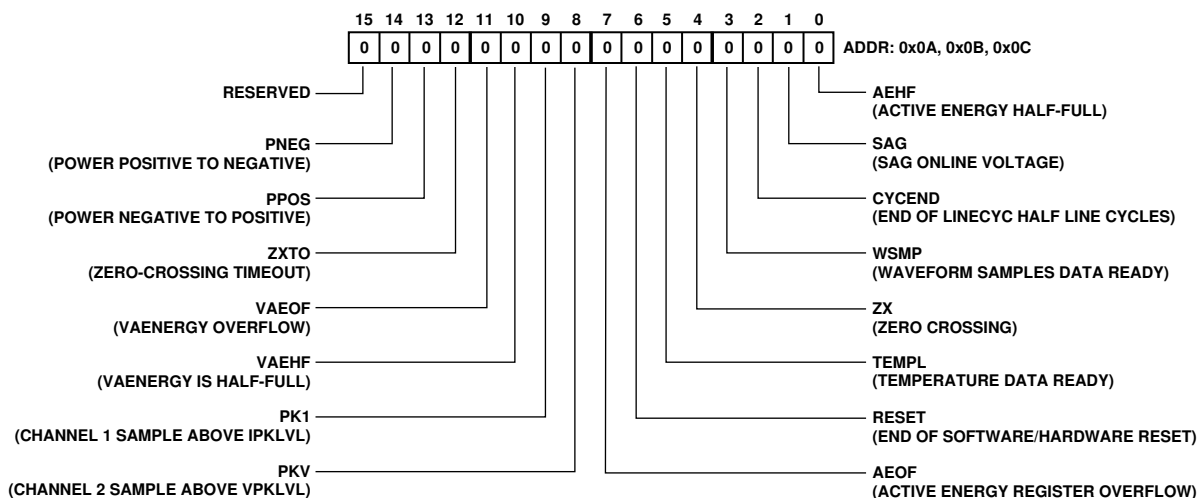 15 14 13 12 11 10 9 8 7 6 5 4 3 2 1 0
0 0 0 0 0 0 0 0 0 0 0 0 0 0 0 0 ADDR: 0x0A, 0x0B, 0x0C
RESERVED
PNEG
(POWER POSITIVE TO NEGATIVE)
PPOS
(POWER NEGATIVE TO POSITIVE)
ZXTO
(ZERO-CROSSING TIMEOUT)
VAEOF
(VAENERGY OVERFLOW)
VAEHF
(VAENERGY IS HALF-FULL)
PK1
(CHANNEL 1 SAMPLE ABOVE IPKLVL)
PKV
(CHANNEL 2 SAMPLE ABOVE VPKLVL)
AEHF
(ACTIVE ENERGY HALF-FULL)
SAG
(SAG ONLINE VOLTAGE)
CYCEND
(END OF LINECYC HALF LINE CYCLES)
WSMP
(WAVEFORM SAMPLES DATA READY)
ZX
(ZERO CROSSING)
TEMPL
(TEMPERATURE DATA READY)
RESET
(END OF SOFTWARE/HARDWARE RESET)
AEOF
(ACTIVE ENERGY REGISTER OVERFLOW)